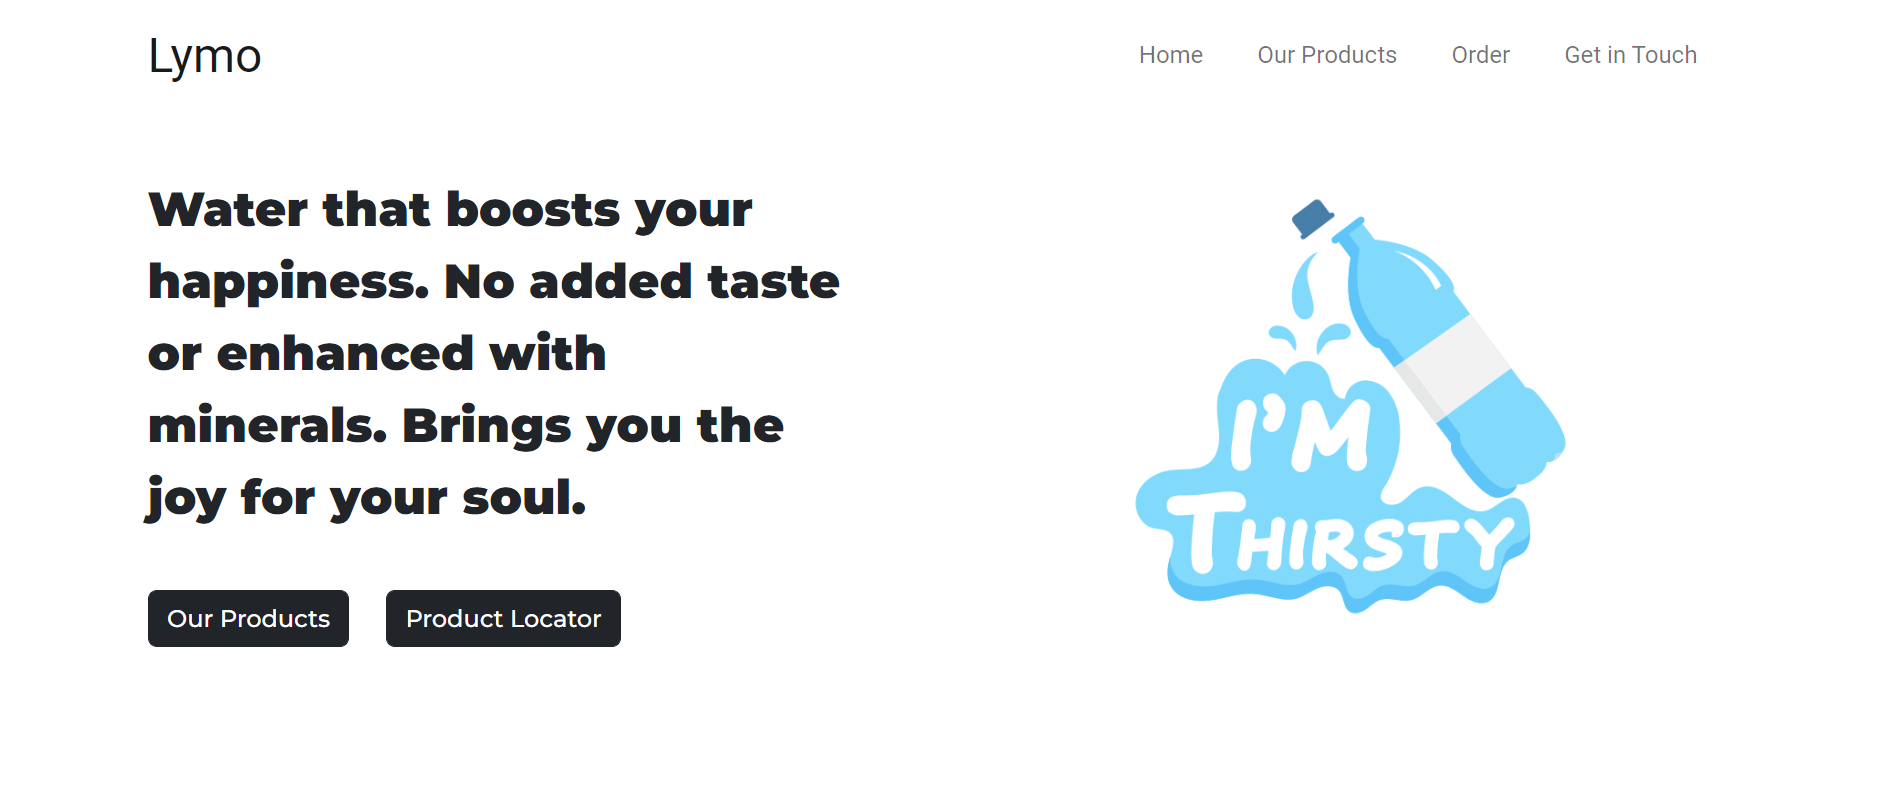 Lymo
Home
Our Products
Order
Get in Touch
Water that boosts your
happiness. No added taste
or enhanced with
minerals. Brings you the
joy for your soul.
Our Products
Product Locator
I'M
THIRSTY